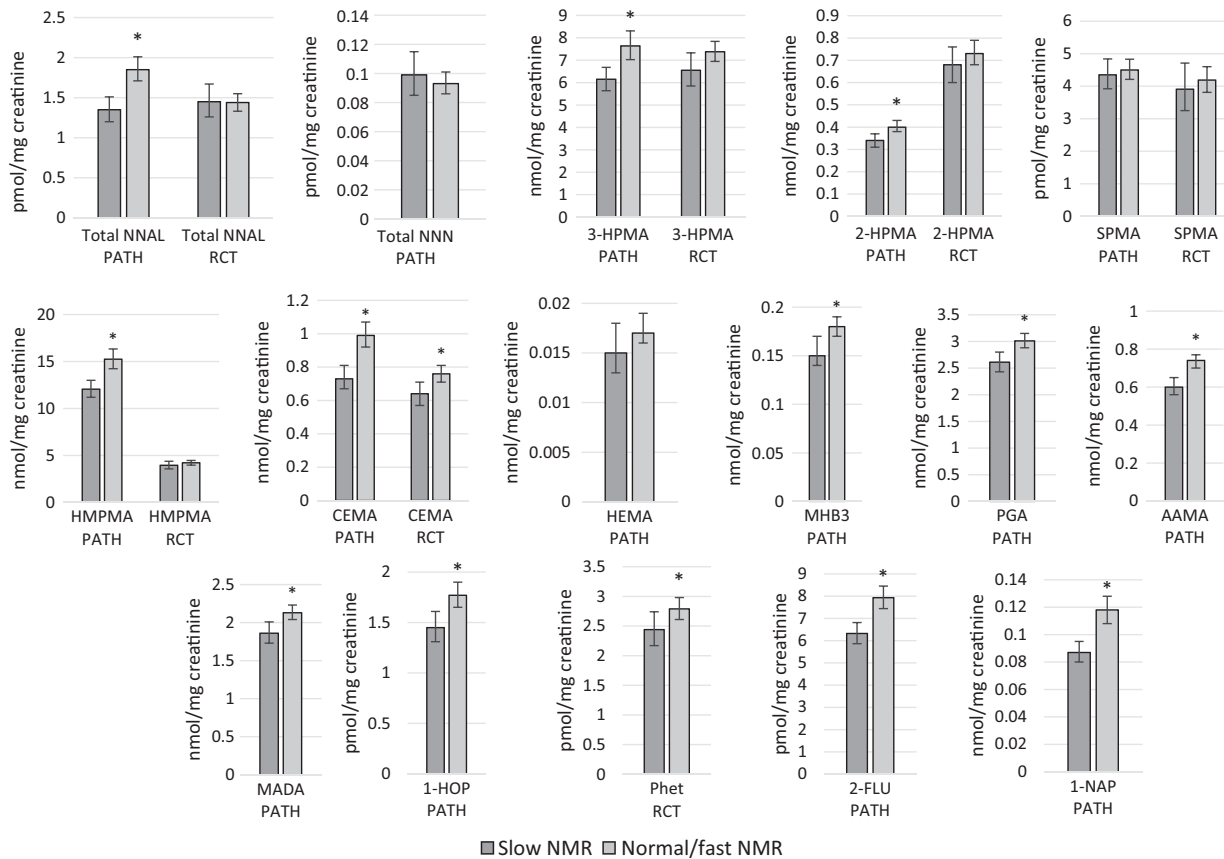 pmol/mg creatinine
2.5
2
1.5
1
0.5
0
*
Total NNAL
PATH
Total NNAL
RCT
pmol/mg creatinine
0.14
0.12
0.1
0.08
0.06
0.04
0.02
0
Total NNN
PATH
nmol/mg creatinine
9
8
7
6
5
4
3
2
1
0
*
3-HPMA
PATH
3-HPMA
RCT
nmol/mg creatinine
0.9
0.8
0.7
0.6
0.5
0.4
0.3
0.2
0.1
0
*
2-HPMA
PATH
2-HPMA
RCT
pmol/mg creatinine
6
5
4
3
2
1
0
SPMA
PATH
SPMA
RCT
nmol/mg creatinine
20
15
10
5
0
*
HMPMA
PATH
HMPMA
RCT
nmol/mg creatinine
1.2
1
0.8
0.6
0.4
0.2
0
*
*
CEMA
PATH
CEMA
RCT
nmol/mg creatinine
0.02
0.015
0.01
0.005
0
HEMA
PATH
nmol/mg creatinine
0.2
0.15
0.1
0.15
0
*
MHB3
PATH
nmol/mg creatinine
3.5
3
2.5
2
2.5
1
2.5
0
*
PGA
PATH
nmol/mg creatinine
1
0.8
0.6
0.4
0.2
0
*
AAMA
PATH
nmol/mg creatinine
2.5
2
2.5
1
2.5
0
*
MADA
PATH
pmol/mg creatinine
2
1.5
1
0.5
0
*
1-HOP
PATH
pmol/mg creatinine
3.5
3
2.5
2
2.5
1
0.5
0
*
Phet
RCT
pmol/mg creatinine
9
8
7
6
5
4
3
2
1
0
*
2-FLU
PATH
nmol/mg creatinine
0.14
0.12
0.1
0.08
0.06
0.04
0.02
0
*
1-NAP
PATH
Slow NMR
Normal/fast NMR